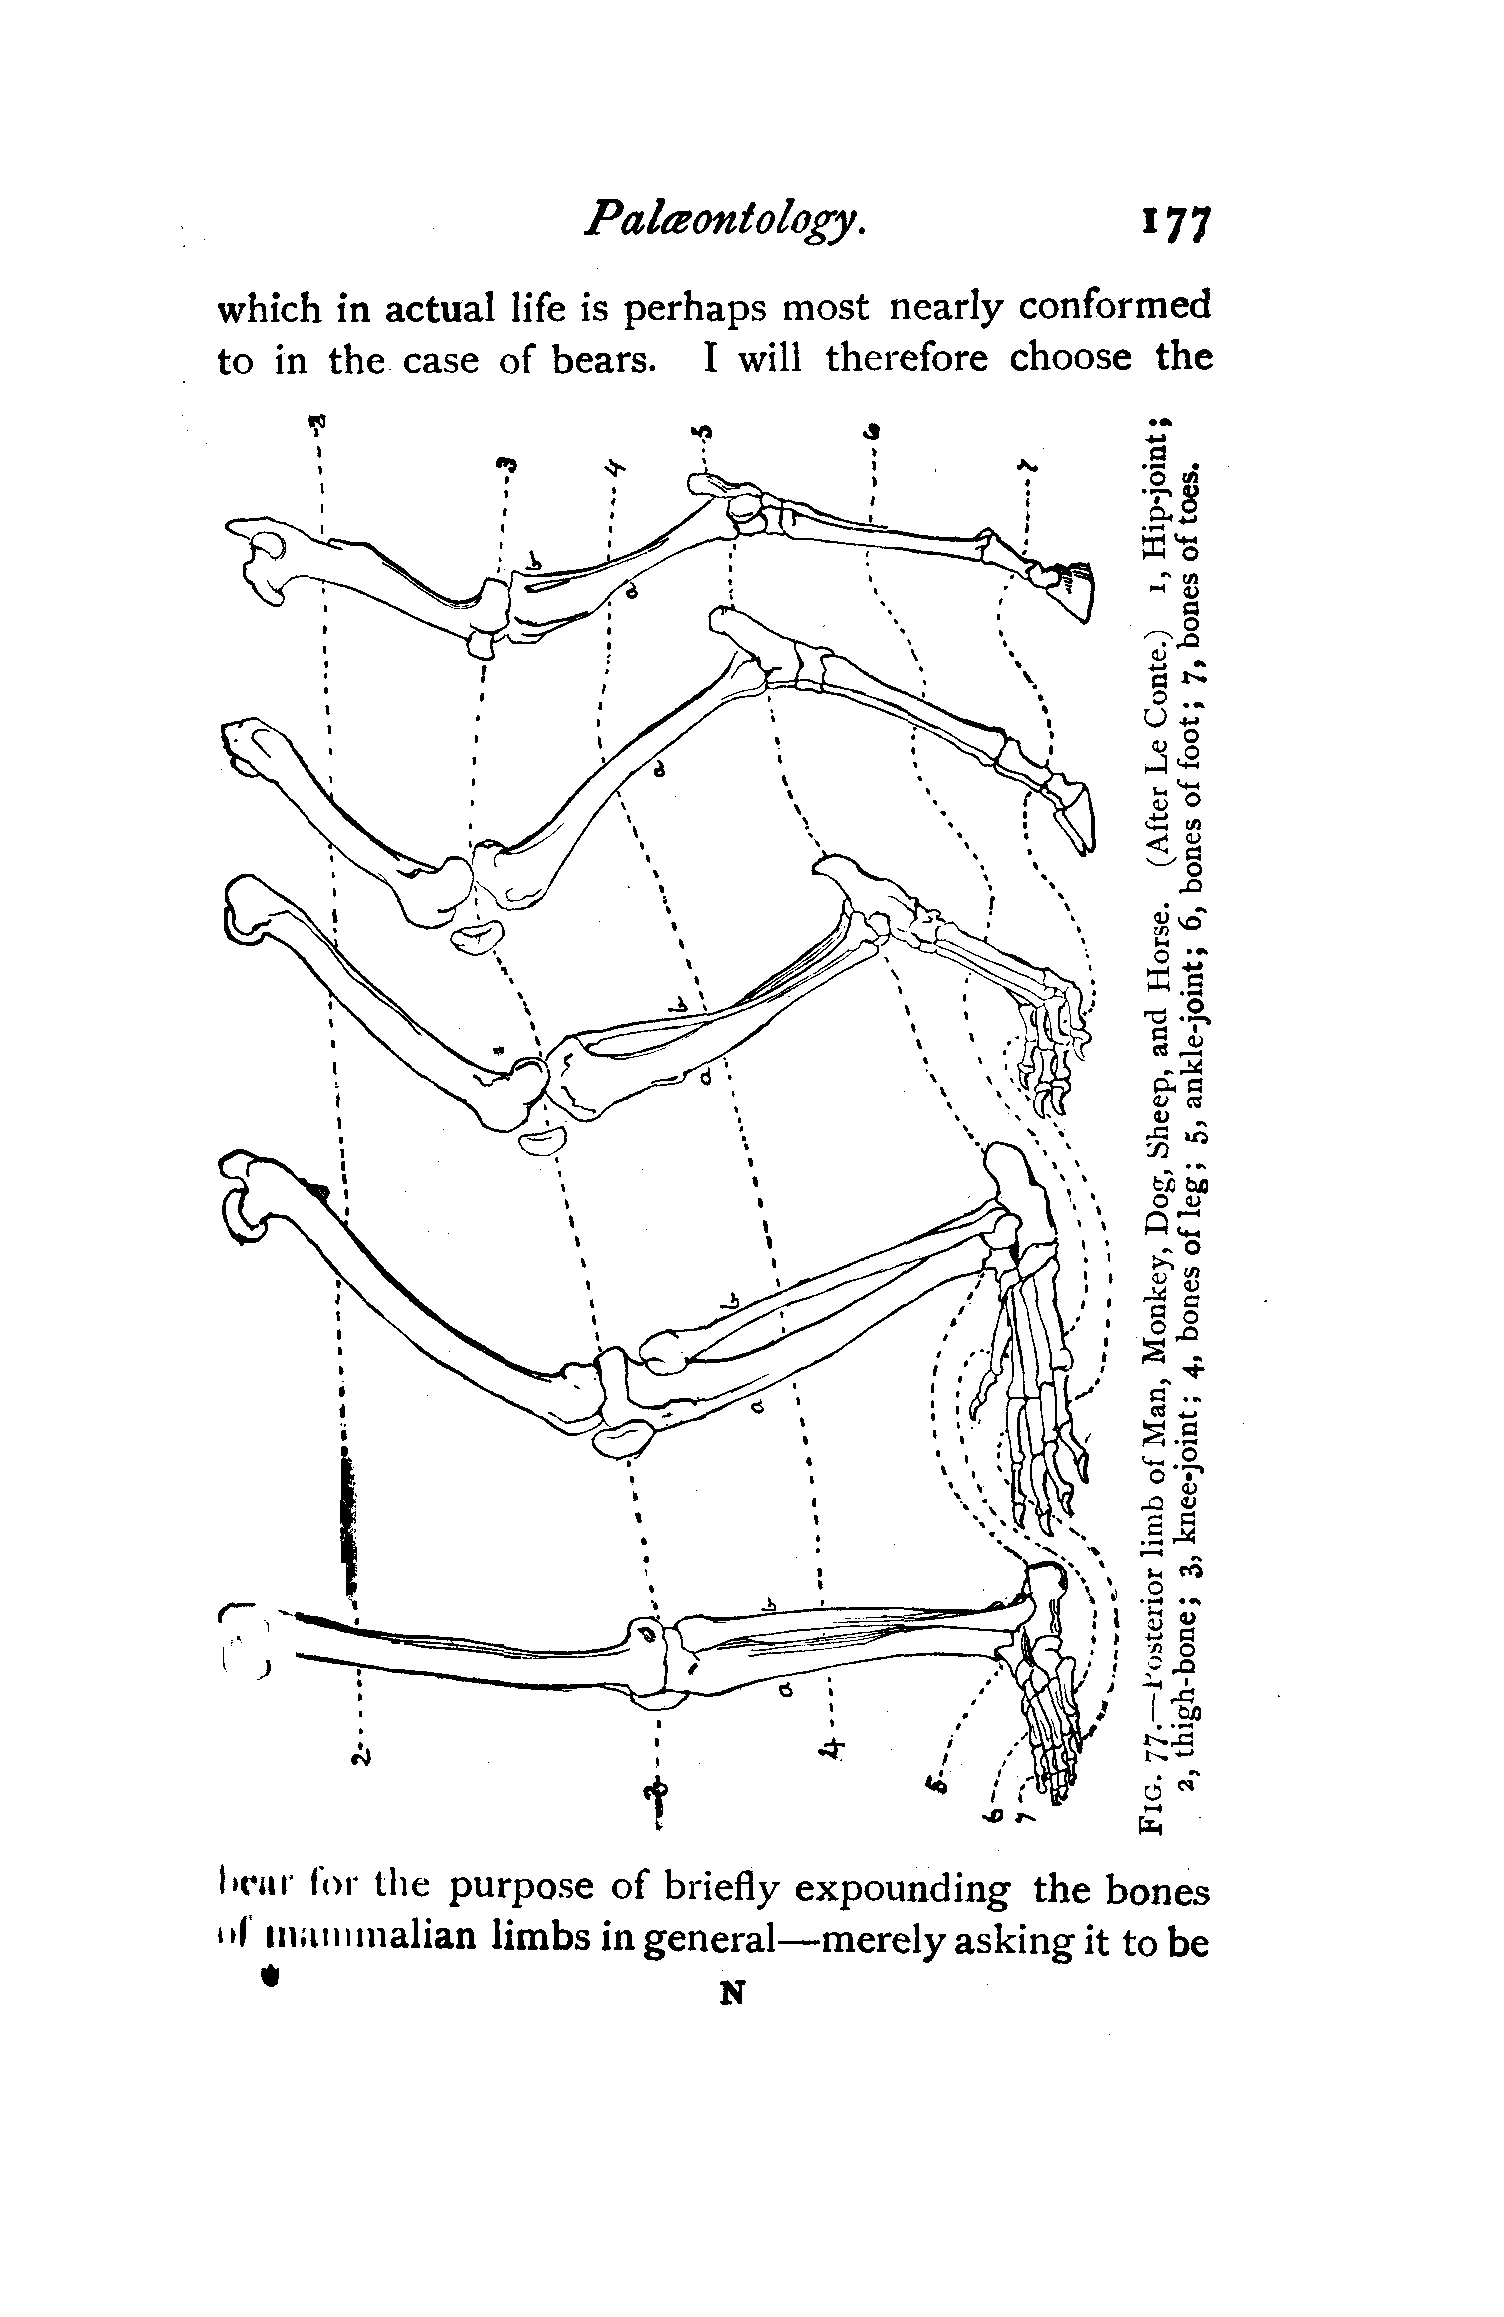 Palæontology.
177
which in actual life is perhaps most nearly conformed
to in the case of bears. I will therefore choose the
2
3
4
5
6
7
b
a
a
b
a
b
a
b
a
2
3
4
5
6
7
FIG. 77.—Posterior limb of Man, Monkey, Dog, Sheep, and Horse. (After Le Conte.) 1, Hip-joint;
2, thigh-bone; 3, knee-joint; 4, bones of leg; 5, ankle-joint; 6, bones of foot; 7, bones of toes.
bear for the purpose of briefly expounding the bones
of mammalian limbs in general—merely asking it to be
N